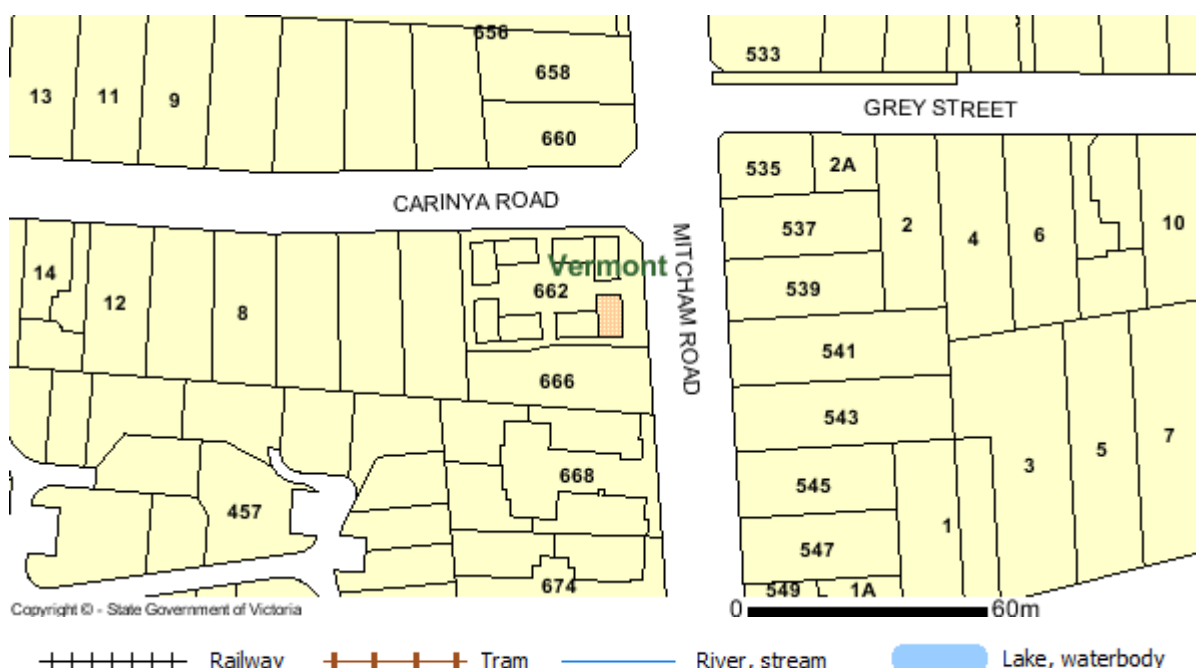 656
533
658
13
11
9
GREY STREET
660
535
2A
CARINYA ROAD
537
2
4
6
10
MITCHAM ROAD
Vermont
14
12
8
662
539
541
666
543
7
3
5
668
545
457
1
547
674
549
1A
Copyright © - State Government of Victoria
0
60m
Railway
Tram
River, stream
Lake, waterbody